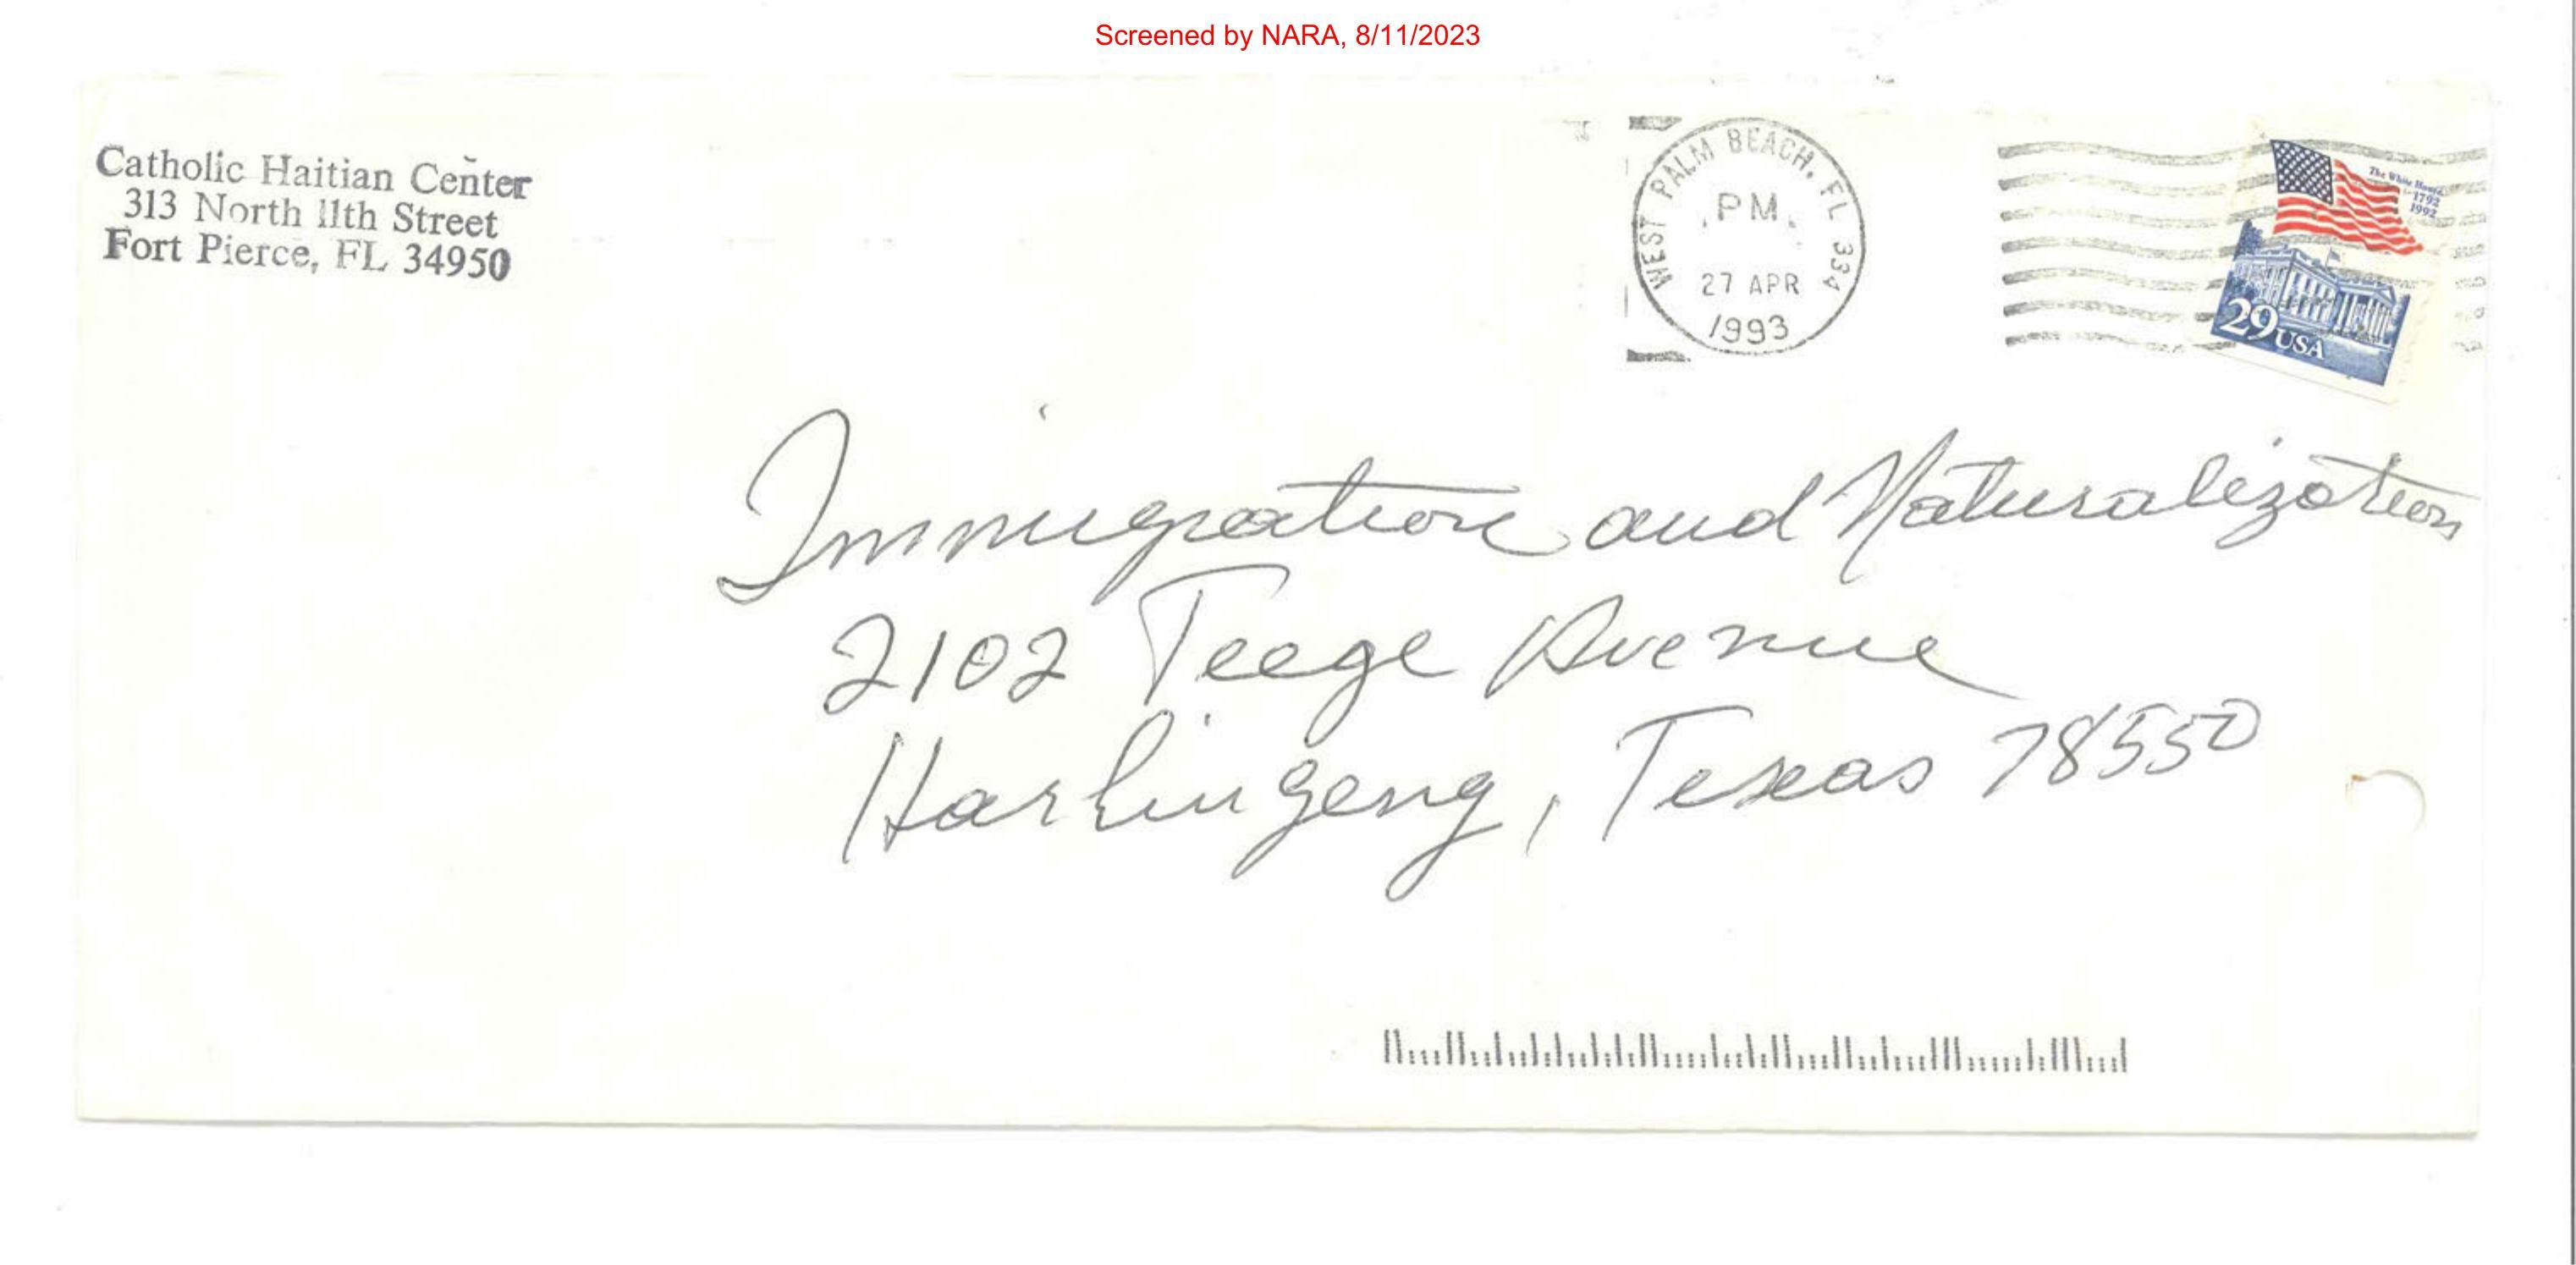 Screened by NARA, 8/11/2023
Catholic Haitian Center
313 North 11th Street
Fort Pierce, FL 34950
WEST PALM BEACH, FL 334
PM
27 APR
1993
The White House
1792
1992
29 USA
Immigration and Naturalization
2102 Teege Avenue
Harlingeng, Texas 78550